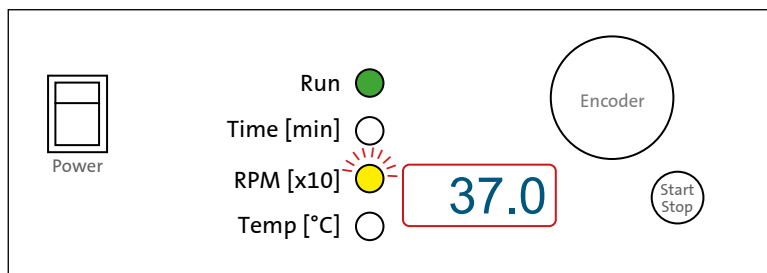 Run
Time [min]
Encoder
Power
RPM [x10]
37.0
Start
Stop
Temp [°C]